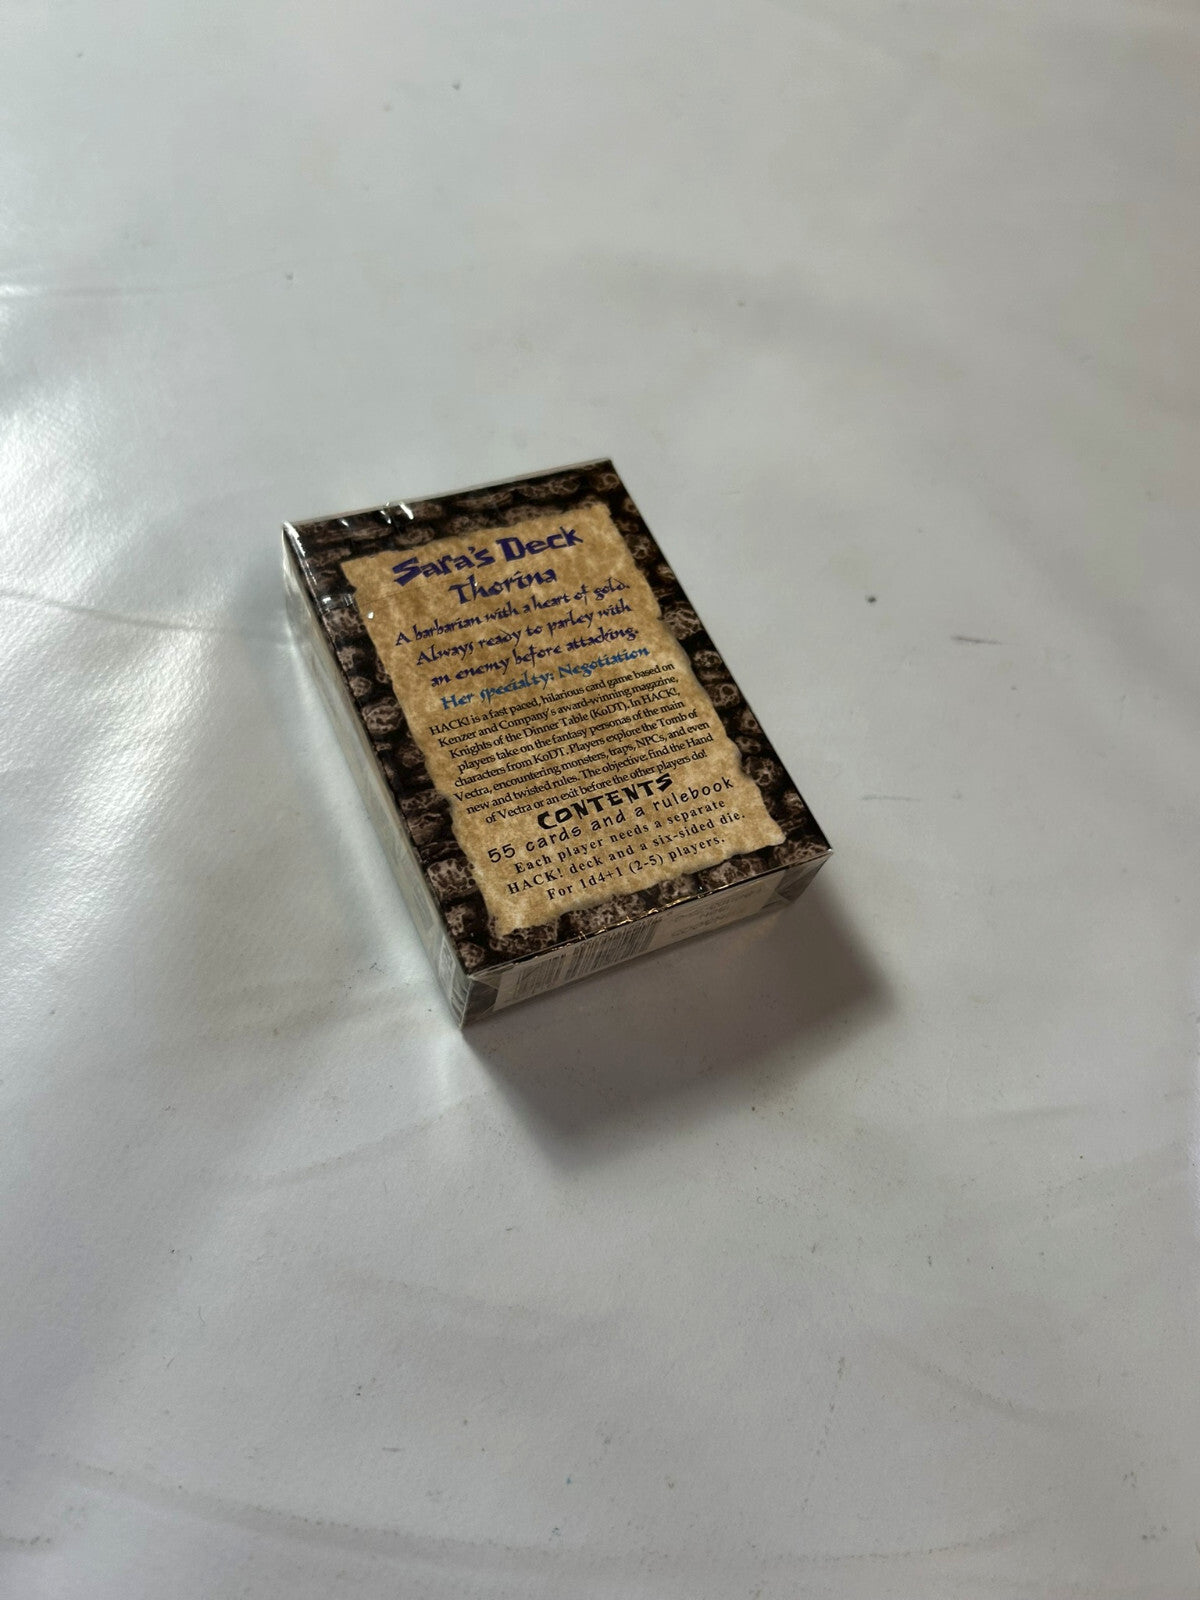 Sara's Deck
Thorina
A barbarian with a heart of gold.
Always ready to parley with
an enemy before attacking.
Her specialty: Negotiation
HACK! is a fast paced, hilarious card game based on
Kenzer and Company's award-winning magazine,
Knights of the Dinner Table (KoDT). In HACK!,
players take on the fantasy personas of the main
characters from KoDT. Players explore the Tomb of
Vectra, encountering monsters, traps, NPCs, and even
new and twisted rules. The objective, find the Hand
of Vectra or an exit before the other players do!
CONTENTS
55 cards and a rulebook
Each player needs a separate
HACK! deck and a six-sided die.
For 1d4+1 (2-5) players.